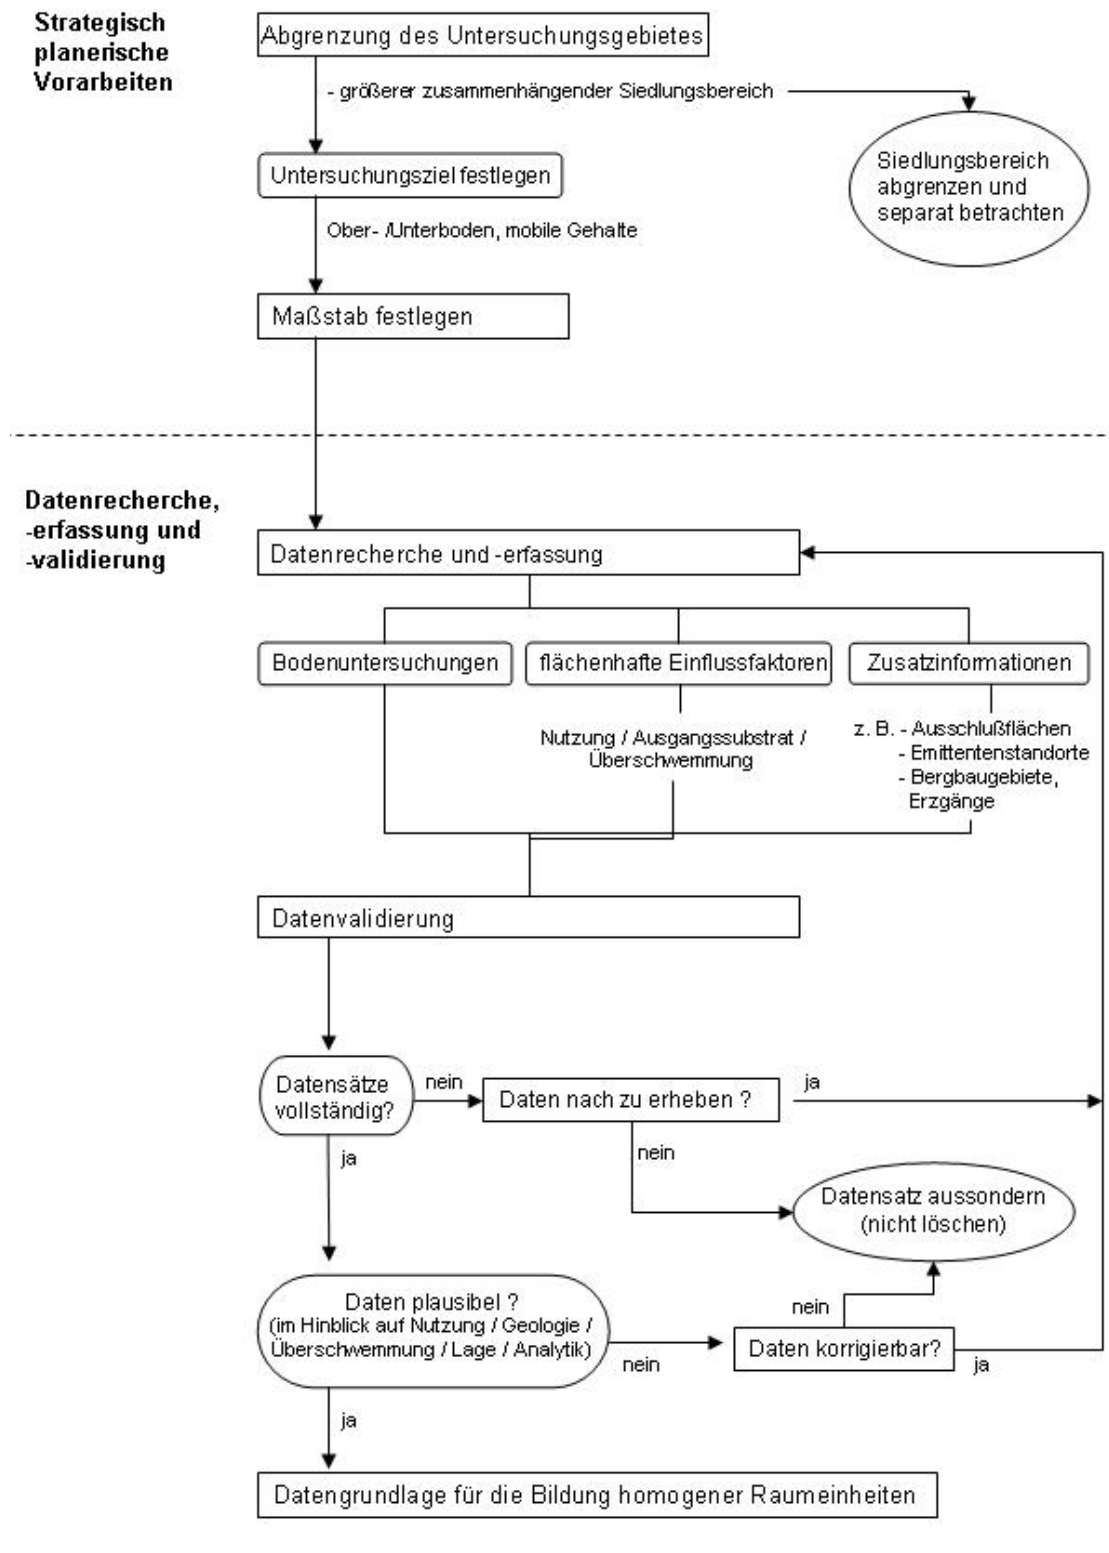 Strategisch
planerische
Vorarbeiten
Abgrenzung des Untersuchungsgebietes
- größerer zusammenhängender Siedlungsbereich
Siedlungsbereich
abgrenzen und
separat betrachten
Untersuchungsziel festlegen
Ober- /Unterboden, mobile Gehalte
Maßstab festlegen
Datenrecherche,
-erfassung und
-validierung
Datenrecherche und -erfassung
Bodenuntersuchungen
flächenhafte Einflussfaktoren
Zusatzinformationen
Nutzung / Ausgangssubstrat /
Überschwemmung
z. B. - Ausschlußflächen
- Emittentenstandorte
- Bergbaugebiete,
Erzgänge
Datenvalidierung
Datensätze
vollständig?
nein
Daten nach zu erheben ?
ja
ja
nein
Datensatz aussondern
(nicht löschen)
Daten plausibel ?
(im Hinblick auf Nutzung / Geologie /
Überschwemmung / Lage / Analytik)
nein
nein
Daten korrigierbar?
ja
ja
Datengrundlage für die Bildung homogener Raumeinheiten